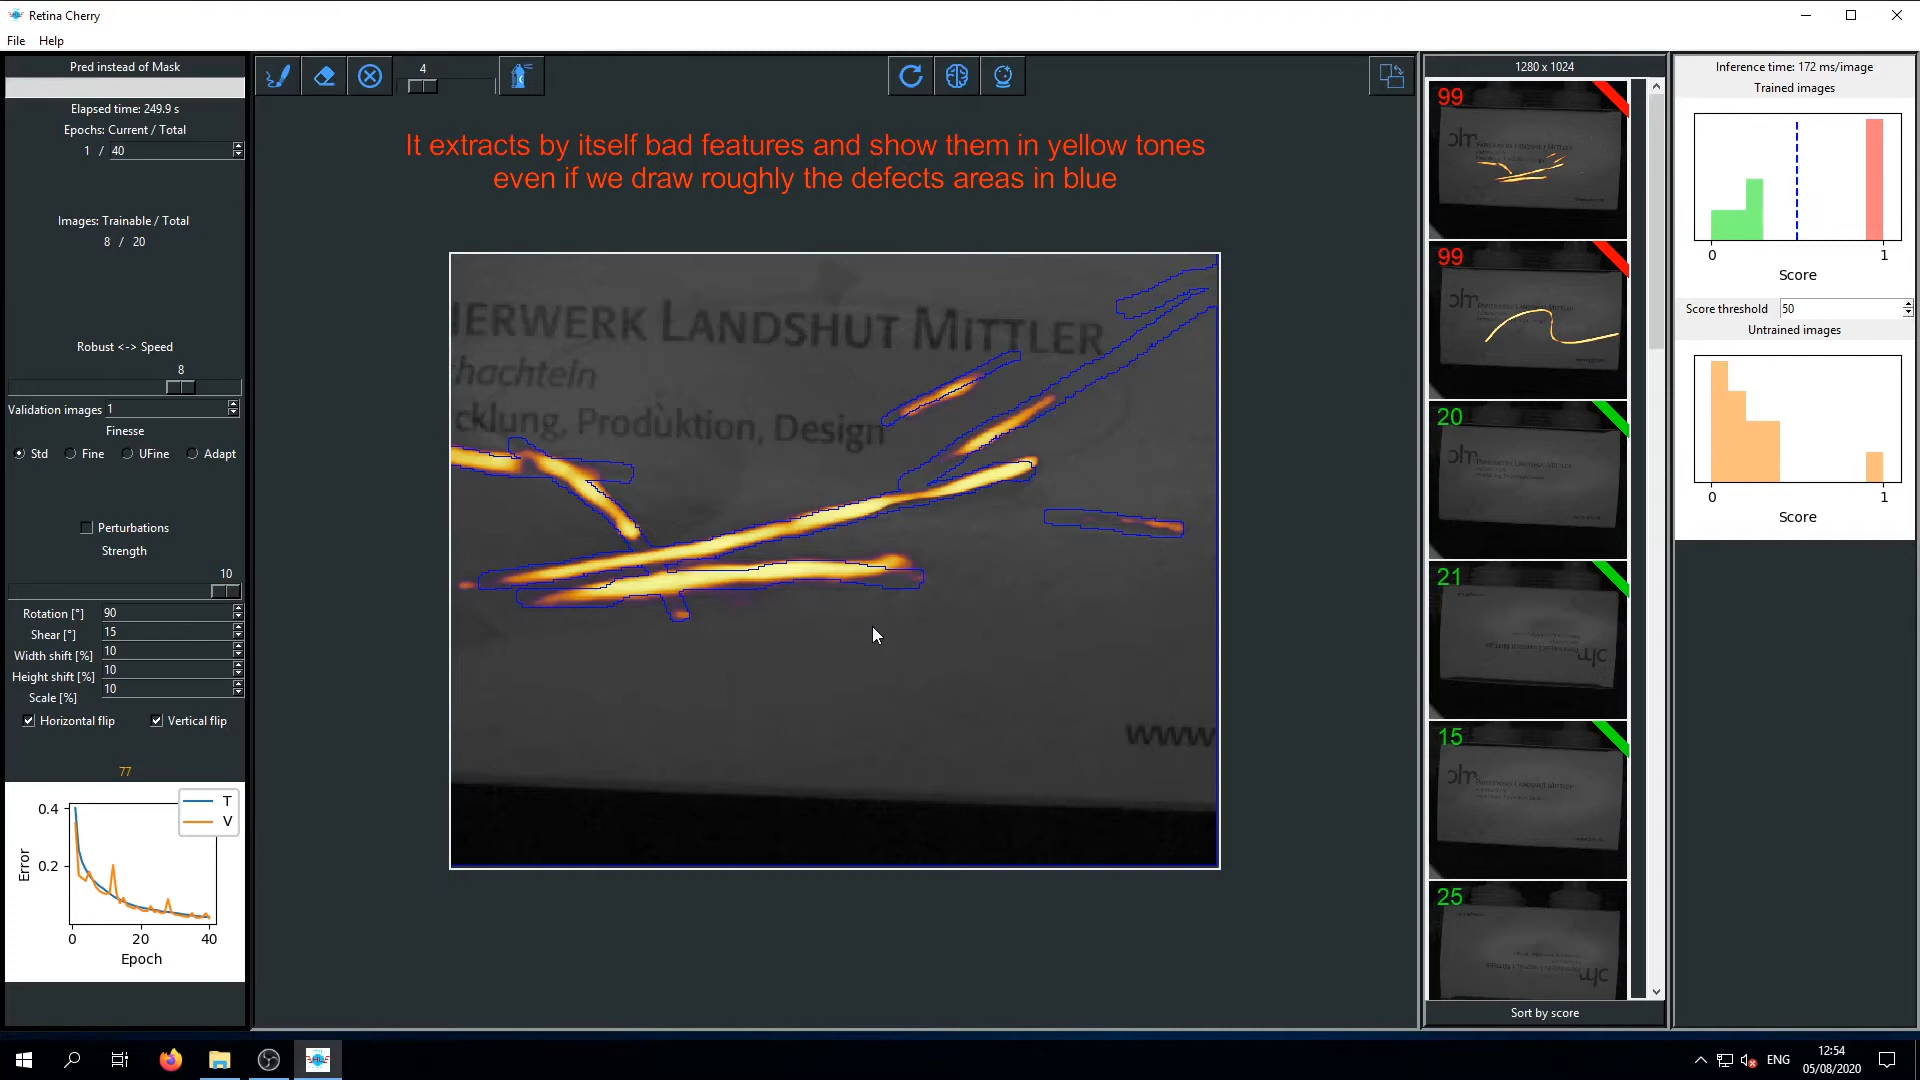 Retina Cherry
File Help
Pred instead of Mask
Elapsed time: 249.9 s
Epochs: Current / Total
1 / 40
Images: Trainable / Total
8 / 20
Robust <-> Speed
8
Validation images 1
Finesse
Std Fine UFine Adapt
Perturbations
Strength
10
Rotation [°] 90
Shear [°] 15
Width shift [%] 10
Height shift [%] 10
Scale [%] 10
Horizontal flip Vertical flip
77
T
V
0.4
0.2
Error
0 20 40
Epoch
4
It extracts by itself bad features and show them in yellow tones
even if we draw roughly the defects areas in blue
IERWERK LANDSHUT MITTLER
chachteln
cklung, Produktion, Design
www
1280 x 1024
99
99
20
21
15
25
Sort by score
Inference time: 172 ms/image
Trained images
0 1
Score
Score threshold 50
Untrained images
0 1
Score
ENG
12:54
05/08/2020